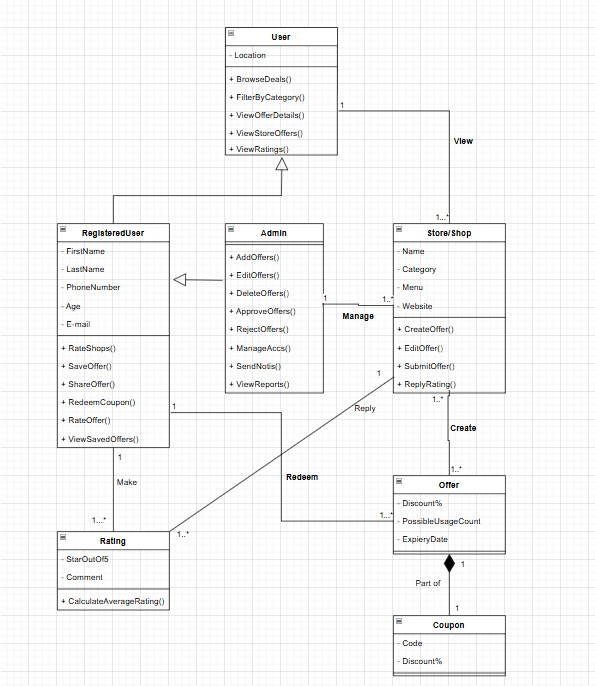 User
- Location
+ BrowseDeals()
+ FilterByCategory()
+ ViewOfferDetails()
+ ViewStoreOffers()
+ ViewRatings()
1
View
1...*
RegisteredUser
- FirstName
- LastName
- PhoneNumber
- Age
- E-mail
+ RateShops()
+ SaveOffer()
+ ShareOffer()
+ RedeemCoupon()
+ RateOffer()
+ ViewSavedOffers()
Admin
+ AddOffers()
+ EditOffers()
+ DeleteOffers()
+ ApproveOffers()
+ RejectOffers()
+ ManageAccs()
+ SendNotis()
+ ViewReports()
1
1..*
Manage
Store/Shop
- Name
- Category
- Menu
- Website
+ CreateOffer()
+ EditOffer()
+ SubmitOffer()
+ ReplyRating()
1
Reply
1..*
1..*
Create
1..*
1
Redeem
1...*
1
Make
1...*
Rating
- StarOutOf5
- Comment
+ CalculateAverageRating()
Offer
- Discount%
- PossibleUsageCount
- ExpieryDate
1
Part of
1
Coupon
- Code
- Discount%